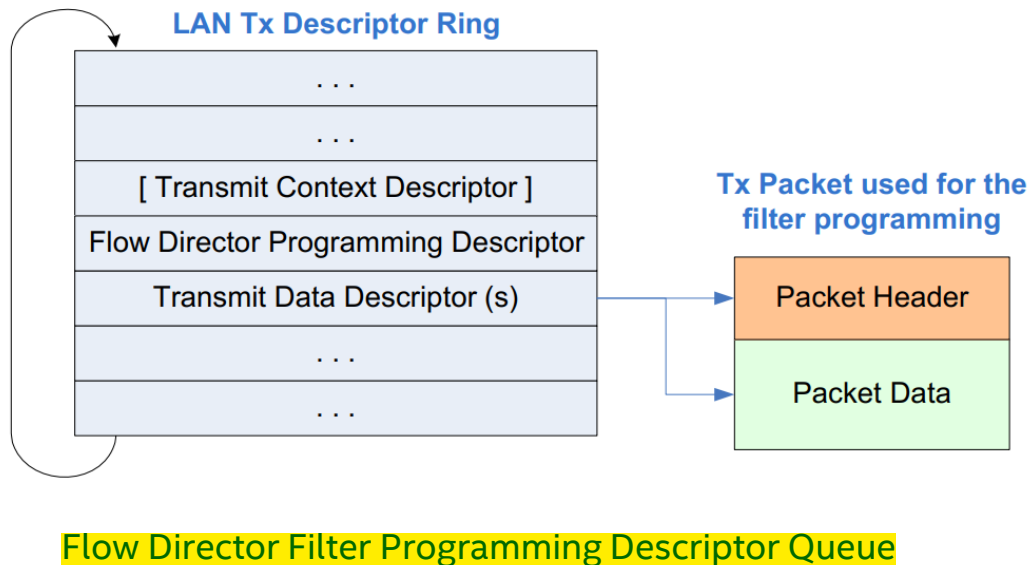 LAN Tx Descriptor Ring
. . .
. . .
[ Transmit Context Descriptor ]
Flow Director Programming Descriptor
Transmit Data Descriptor (s)
. . .
. . .
Tx Packet used for the
filter programming
Packet Header
Packet Data
Flow Director Filter Programming Descriptor Queue